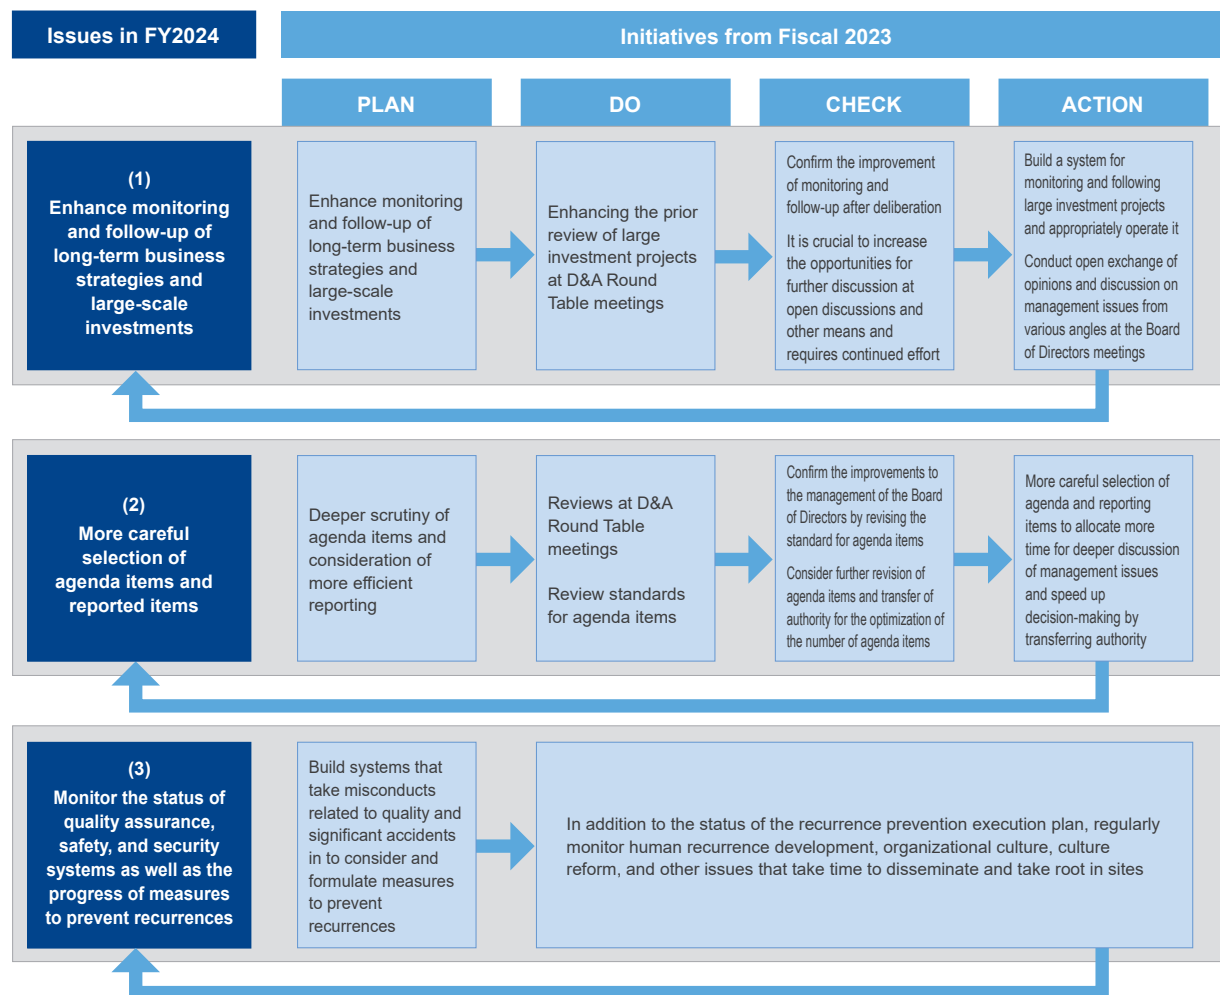 Issues in FY2024
Initiatives from Fiscal 2023
PLAN
DO
CHECK
ACTION
(1)
Enhance monitoring
and follow-up of
long-term business
strategies and
large-scale
investments
Enhance monitoring
and follow-up of
long-term business
strategies and
large-scale
investments
Enhancing the prior
review of large
investment projects
at D&A Round
Table meetings
Confirm the improvement
of monitoring and
follow-up after deliberation
It is crucial to increase
the opportunities for
further discussion at
open discussions and
other means and
requires continued effort
Build a system for
monitoring and following
large investment projects
and appropriately operate it
Conduct open exchange of
opinions and discussion on
management issues from
various angles at the Board
of Directors meetings
(2)
More careful
selection of
agenda items and
reported items
Deeper scrutiny of
agenda items and
consideration of
more efficient
reporting
Reviews at D&A
Round Table
meetings
Review standards
for agenda items
Confirm the improvements to
the management of the Board
of Directors by revising the
standard for agenda items
Consider further revision of
agenda items and transfer of
authority for the optimization of
the number of agenda items
More careful selection of
agenda and reporting
items to allocate more
time for deeper discussion
of management issues
and speed up
decision-making by
transferring authority
(3)
Monitor the status of
quality assurance,
safety, and security
systems as well as the
progress of measures
to prevent recurrences
Build systems that
take misconducts
related to quality and
significant accidents
in to consider and
formulate measures
to prevent
recurrences
In addition to the status of the recurrence prevention execution plan, regularly
monitor human recurrence development, organizational culture, culture
reform, and other issues that take time to disseminate and take root in sites